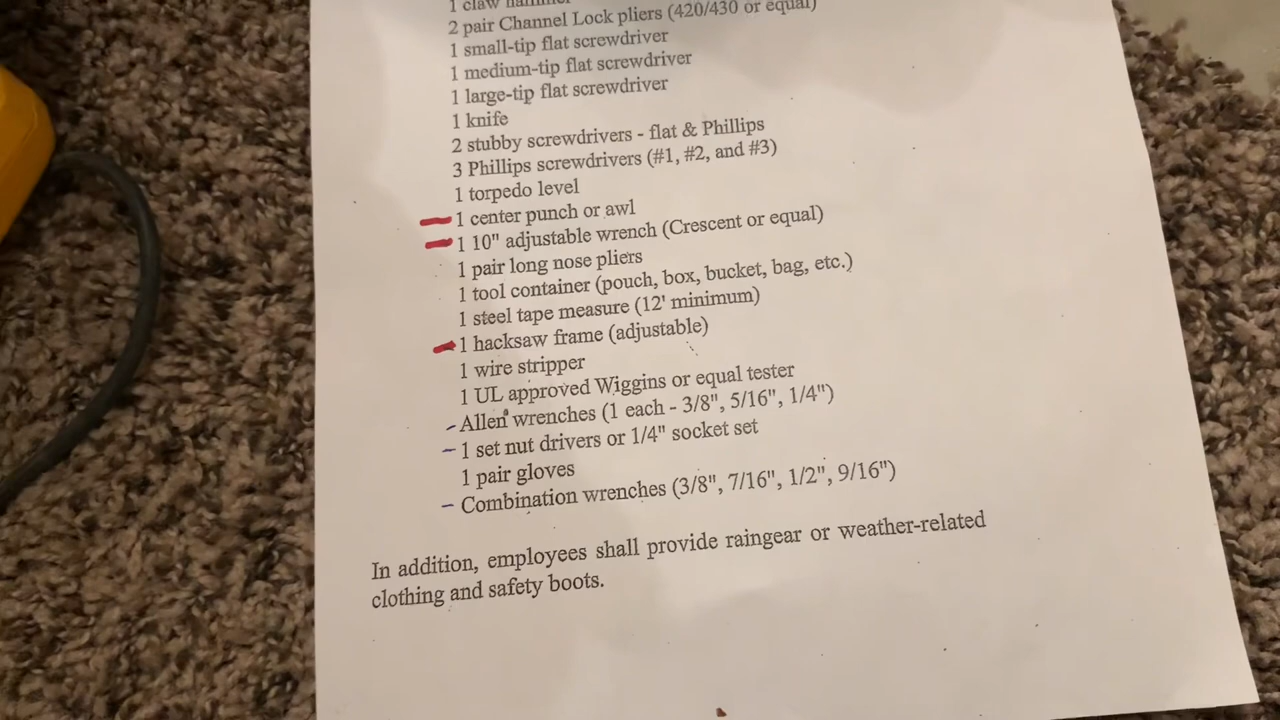 1 claw hammer
2 pair Channel Lock pliers (420/430 or equal)
1 small-tip flat screwdriver
1 medium-tip flat screwdriver
1 large-tip flat screwdriver
1 knife
2 stubby screwdrivers - flat & Phillips
3 Phillips screwdrivers (#1, #2, and #3)
1 torpedo level
1 center punch or awl
1 10" adjustable wrench (Crescent or equal)
1 pair long nose pliers
1 tool container (pouch, box, bucket, bag, etc.)
1 steel tape measure (12' minimum)
1 hacksaw frame (adjustable)
1 wire stripper
1 UL approved Wiggins or equal tester
Allen wrenches (1 each - 3/8", 5/16", 1/4")
1 set nut drivers or 1/4" socket set
1 pair gloves
Combination wrenches (3/8", 7/16", 1/2", 9/16")
In addition, employees shall provide raingear or weather-related
clothing and safety boots.